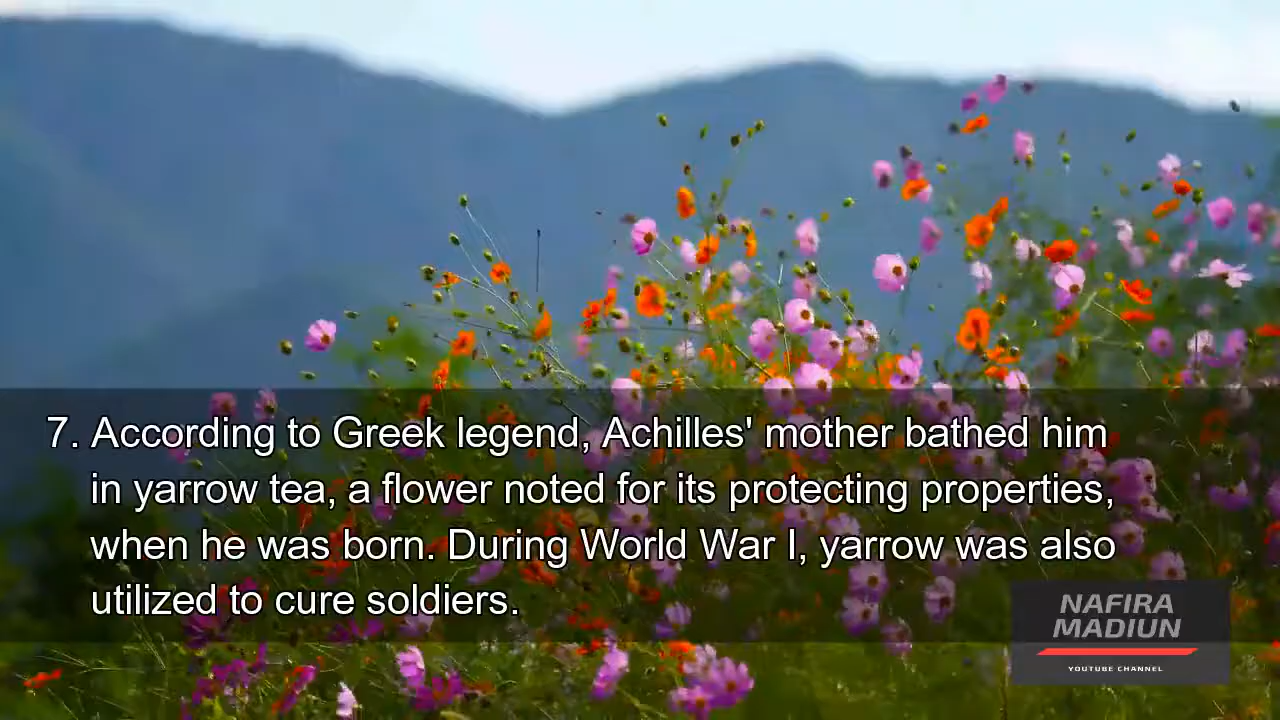 7. According to Greek legend, Achilles' mother bathed him
in yarrow tea, a flower noted for its protecting properties,
when he was born. During World War I, yarrow was also
utilized to cure soldiers.
NAFIRA
MADIUN
YOUTUBE CHANNEL